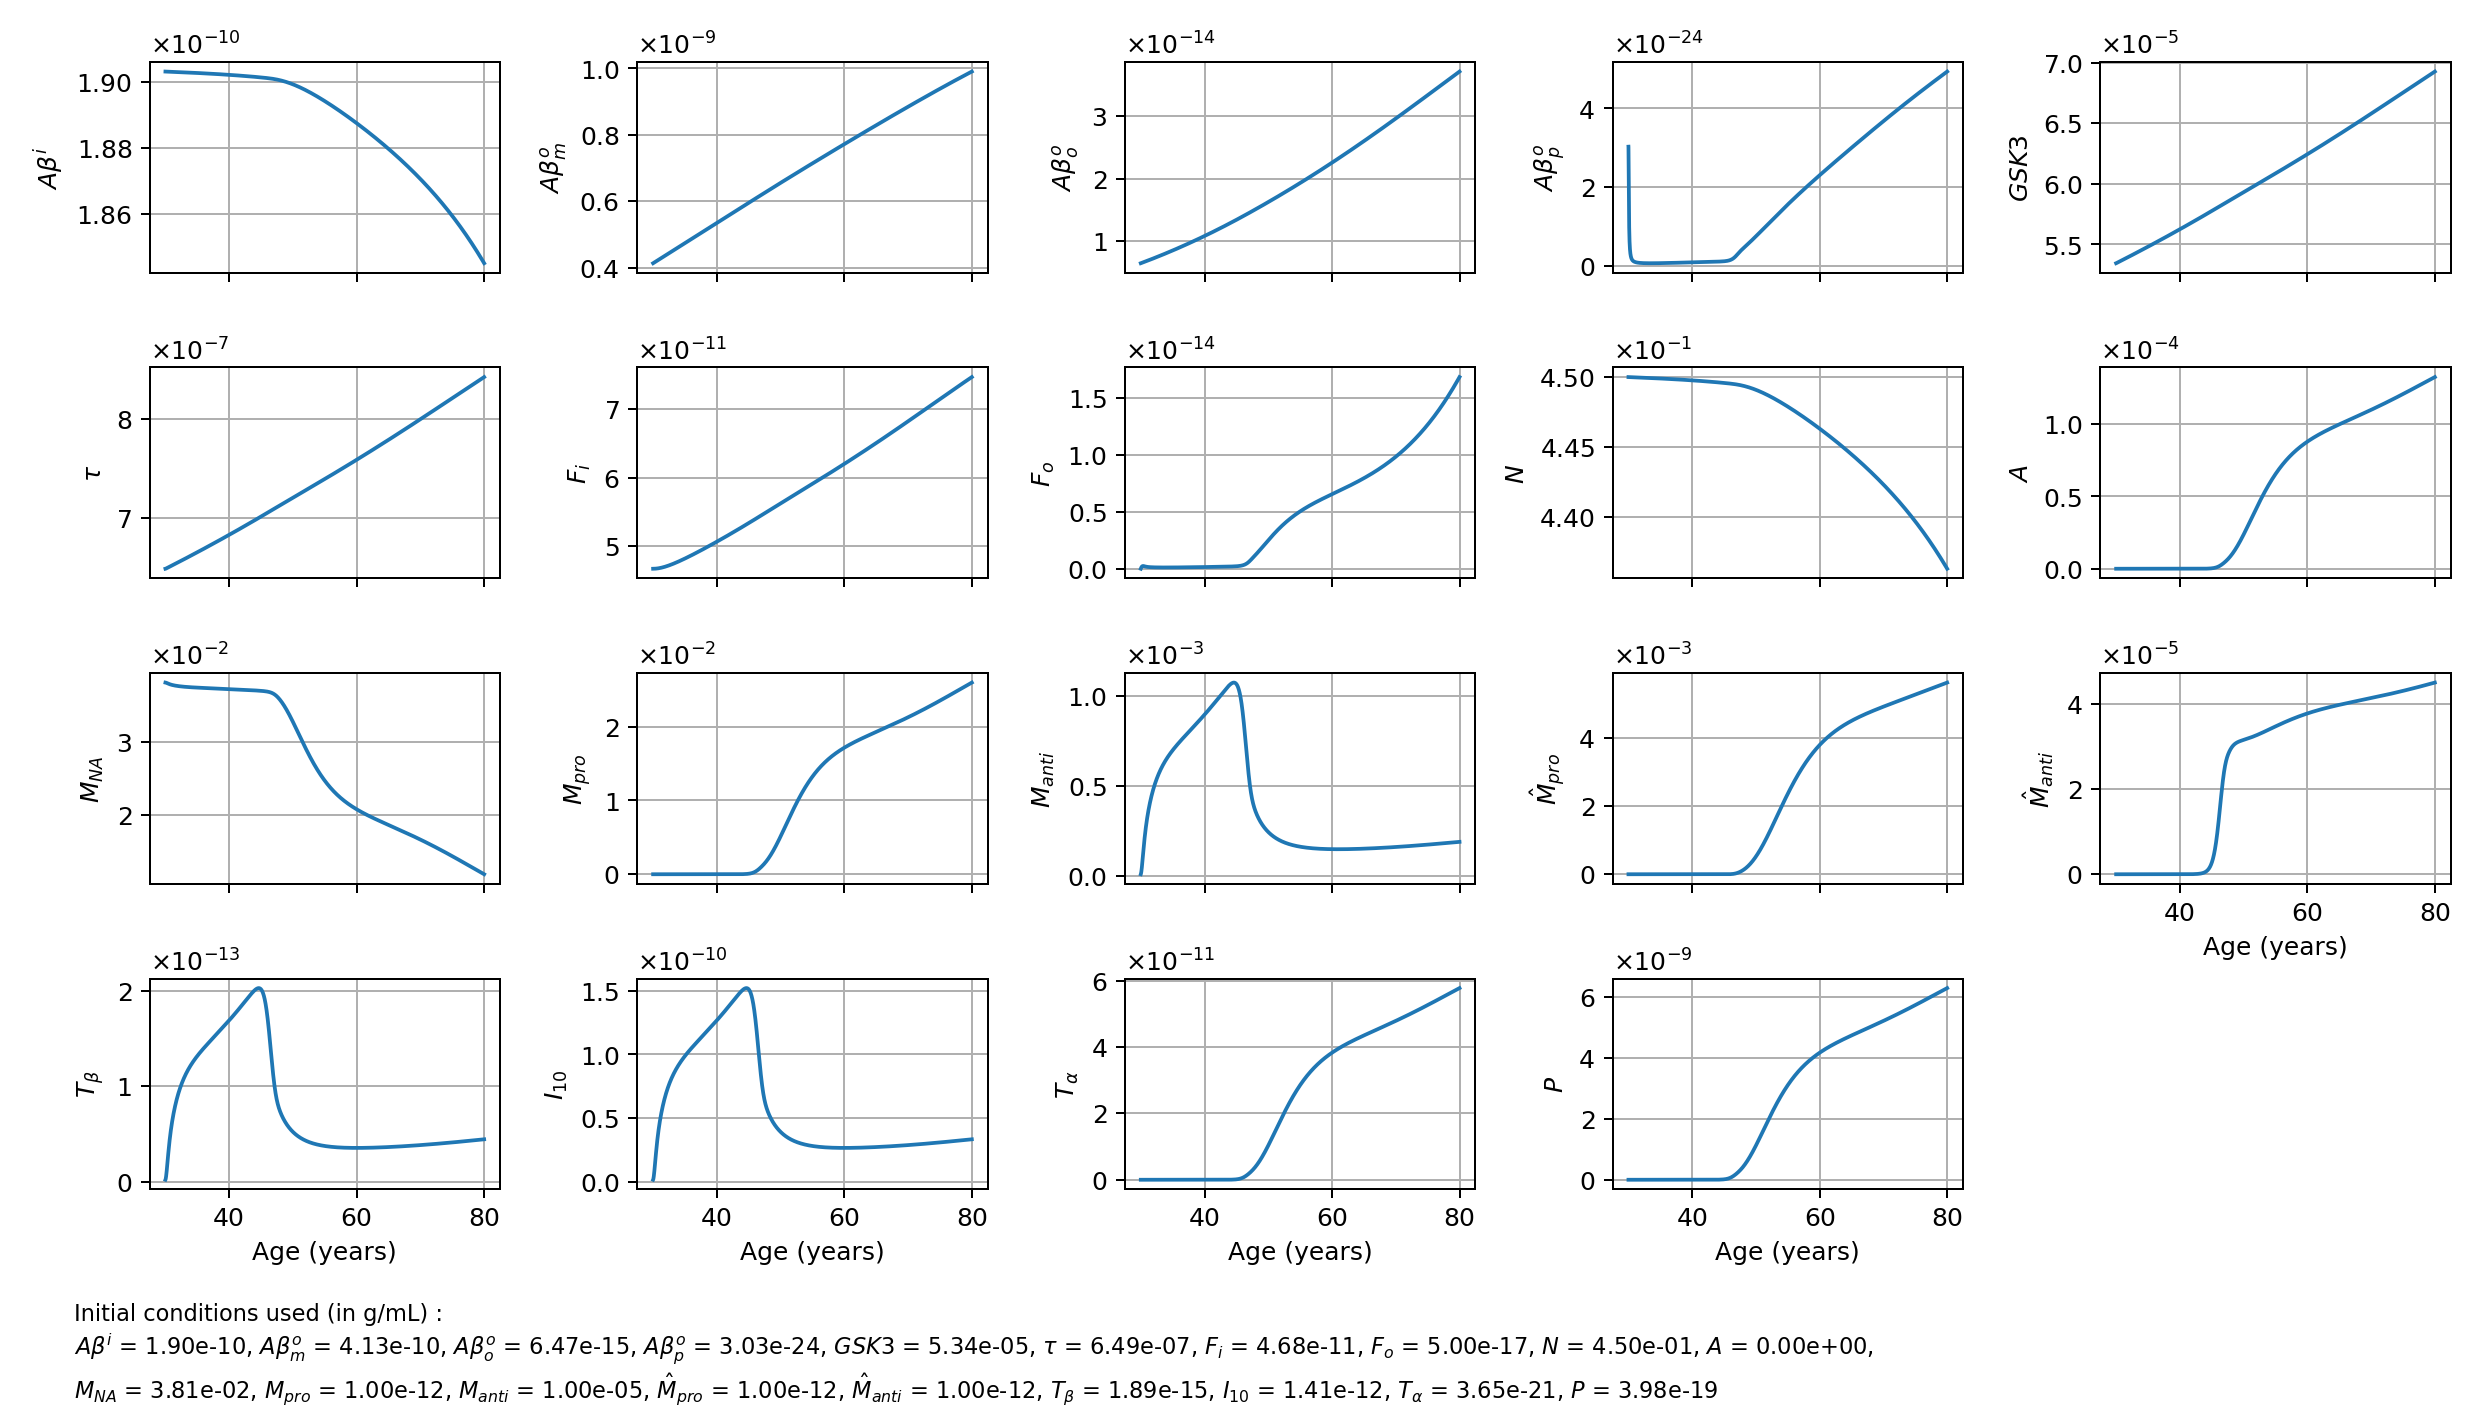 ×10⁻¹⁰ ×10⁻⁹ ×10⁻¹⁴ ×10⁻²⁴ ×10⁻⁵
Aβⁱ 1.90 1.88 1.86
Aβₘᵒ 1.0 0.8 0.6 0.4
Aβₒᵒ 3 2 1
Aβₚᵒ 4 2 0
GSK3 7.0 6.5 6.0 5.5
×10⁻⁷ ×10⁻¹¹ ×10⁻¹⁴ ×10⁻¹ ×10⁻⁴
τ 8 7
Fᵢ 7 6 5
Fₒ 1.5 1.0 0.5 0.0
N 4.50 4.45 4.40
A 1.0 0.5 0.0
×10⁻² ×10⁻² ×10⁻³ ×10⁻³ ×10⁻⁵
M_NA 3 2
M_pro 2 1 0
M_anti 1.0 0.5 0.0
M̂_pro 4 2 0
M̂_anti 4 2 0
40 60 80
Age (years)
×10⁻¹³ ×10⁻¹⁰ ×10⁻¹¹ ×10⁻⁹
T_β 2 1 0
I₁₀ 1.5 1.0 0.5 0.0
T_α 6 4 2 0
P 6 4 2 0
40 60 80 40 60 80 40 60 80 40 60 80
Age (years) Age (years) Age (years) Age (years)
Initial conditions used (in g/mL) :
Aβⁱ = 1.90e-10, Aβₘᵒ = 4.13e-10, Aβₒᵒ = 6.47e-15, Aβₚᵒ = 3.03e-24, GSK3 = 5.34e-05, τ = 6.49e-07, Fᵢ = 4.68e-11, Fₒ = 5.00e-17, N = 4.50e-01, A = 0.00e+00,
M_NA = 3.81e-02, M_pro = 1.00e-12, M_anti = 1.00e-05, M̂_pro = 1.00e-12, M̂_anti = 1.00e-12, T_β = 1.89e-15, I₁₀ = 1.41e-12, T_α = 3.65e-21, P = 3.98e-19